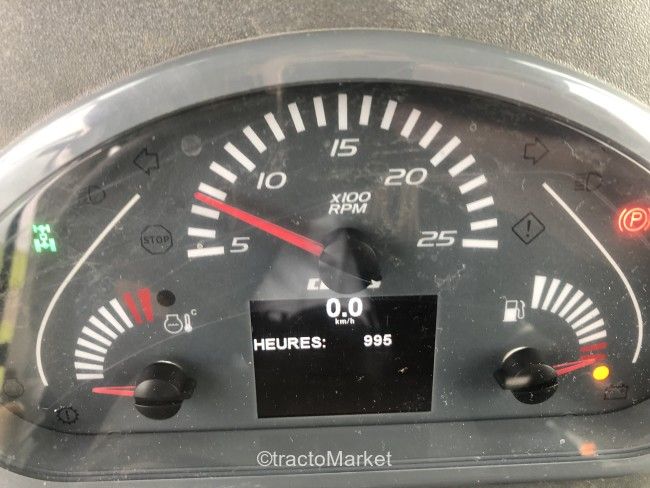 15
10
20
X100
RPM
STOP
5
25
P
°C
0.0
km/h
HEURES: 995
©tractoMarket